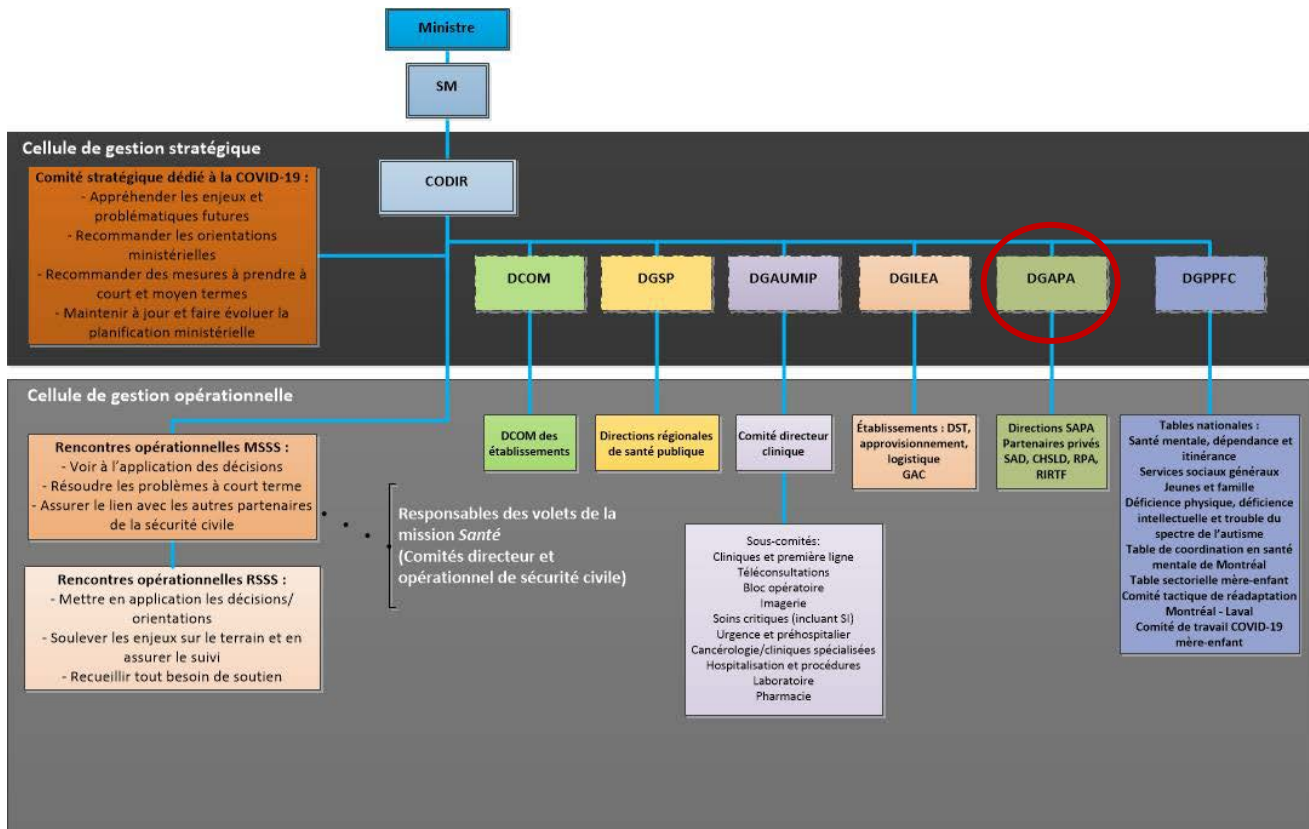 Ministre
SM
Cellule de gestion stratégique
Comité stratégique dédié à la COVID-19 :
- Appréhender les enjeux et
problématiques futures
- Recommander les orientations
ministérielles
- Recommander des mesures à prendre à
court et moyen termes
- Maintenir à jour et faire évoluer la
planification ministérielle
CODIR
DCOM
DGSP
DGAUMIP
DGILEA
DGAPA
DGPPFC
Cellule de gestion opérationnelle
Rencontres opérationnelles MSSS :
- Voir à l'application des décisions
- Résoudre les problèmes à court terme
- Assurer le lien avec les autres partenaires
de la sécurité civile
Rencontres opérationnelles RSSS :
- Mettre en application les décisions/
orientations
- Soulever les enjeux sur le terrain et en
assurer le suivi
- Recueillir tout besoin de soutien
Responsables des volets de la
mission Santé
(Comités directeur et
opérationnel de sécurité civile)
DCOM des
établissements
Directions régionales
de santé publique
Comité directeur
clinique
Sous-comités:
Cliniques et première ligne
Téléconsultations
Bloc opératoire
Imagerie
Soins critiques (incluant SI)
Urgence et préhospitalier
Cancérologie/cliniques spécialisées
Hospitalisation et procédures
Laboratoire
Pharmacie
Établissements : DST,
approvisionnement,
logistique
GAC
Directions SAPA
Partenaires privés
SAD, CHSLD, RPA,
RIRTF
Tables nationales :
Santé mentale, dépendance et
itinérance
Services sociaux généraux
Jeunes et famille
Déficience physique, déficience
intellectuelle et trouble du
spectre de l'autisme
Table de coordination en santé
mentale de Montréal
Table sectorielle mère-enfant
Comité tactique de réadaptation
Montréal - Laval
Comité de travail COVID-19
mère-enfant